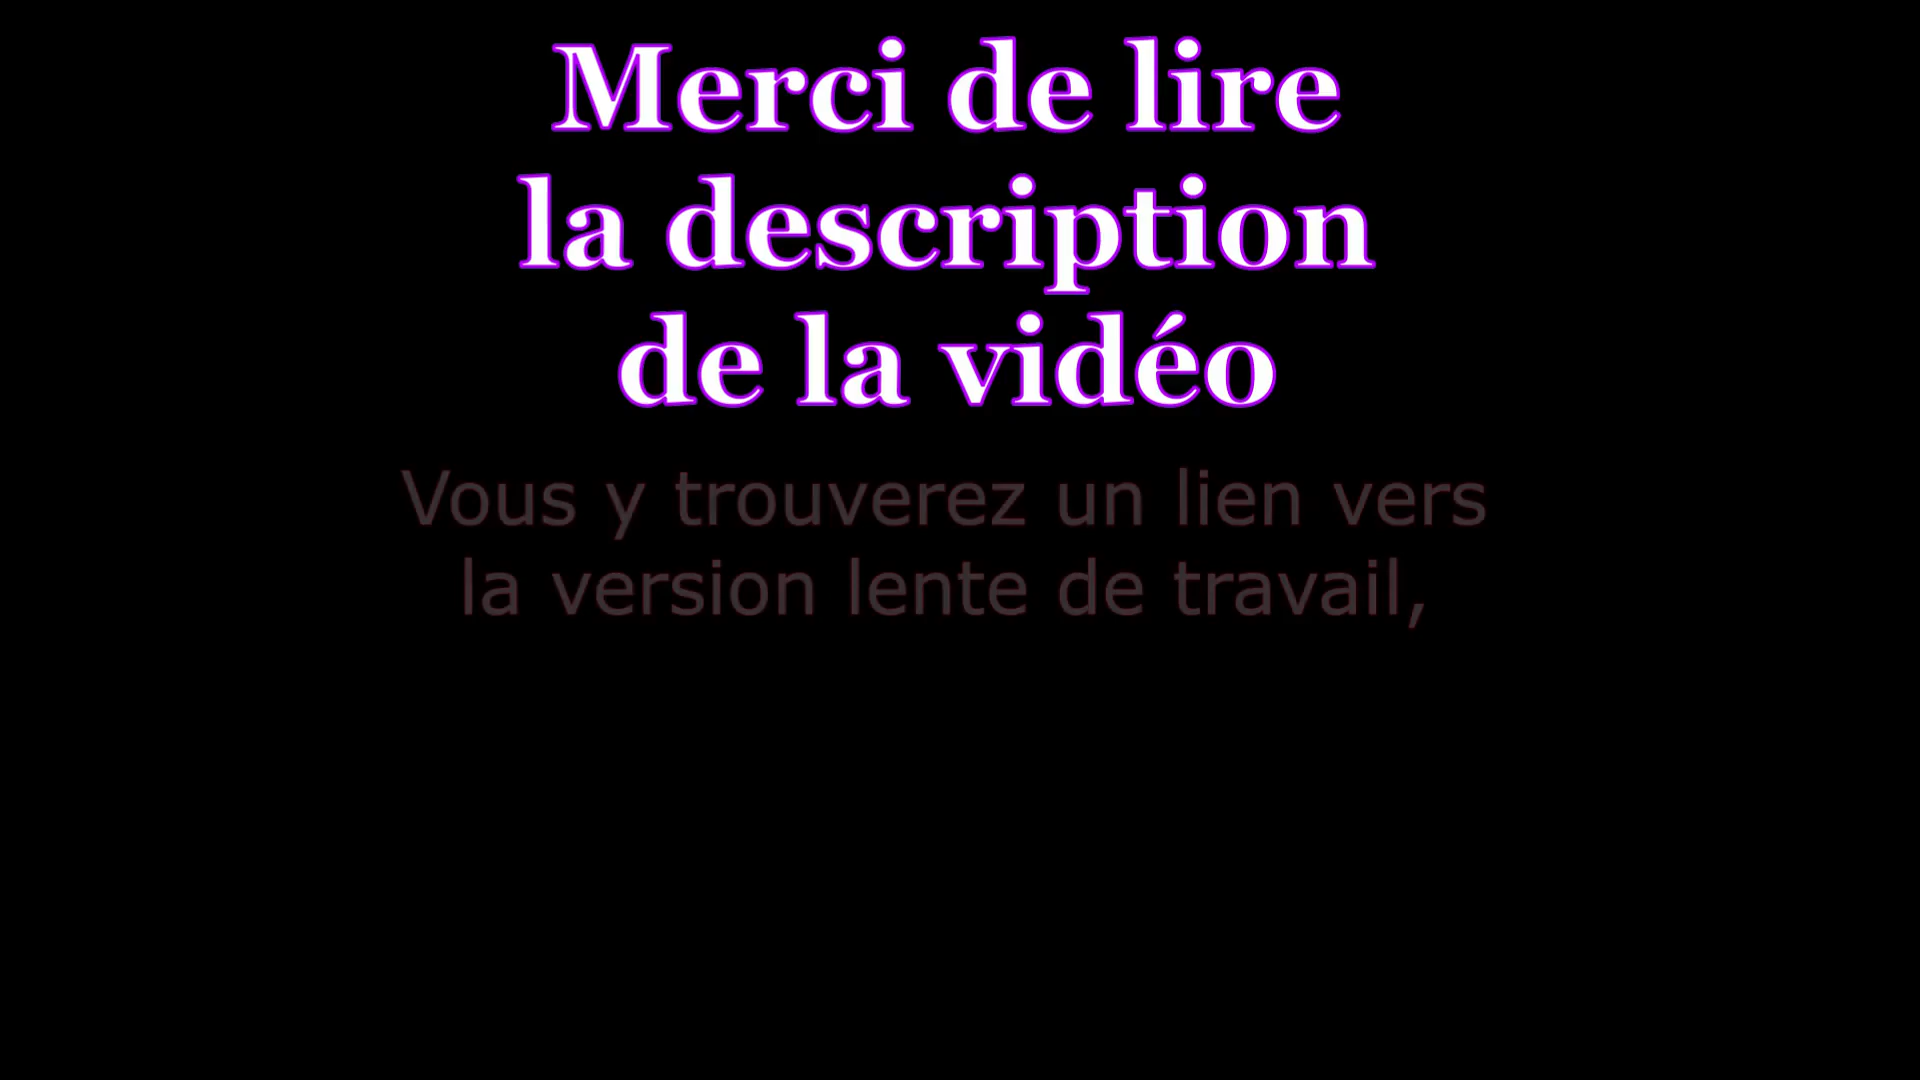 Merci de lire
la description
de la vidéo
Vous y trouverez un lien vers
la version lente de travail,